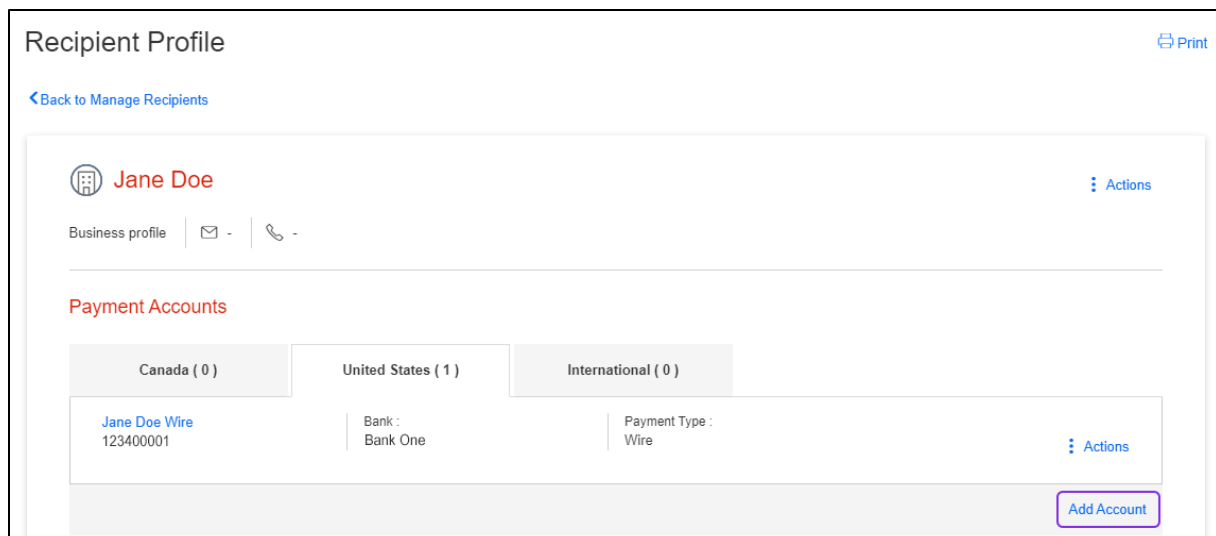 Recipient Profile
Print
Back to Manage Recipients
Jane Doe
Actions
Business profile - -
Payment Accounts
Canada ( 0 ) United States ( 1 ) International ( 0 )
Jane Doe Wire Bank : Payment Type :
123400001 Bank One Wire
Actions
Add Account